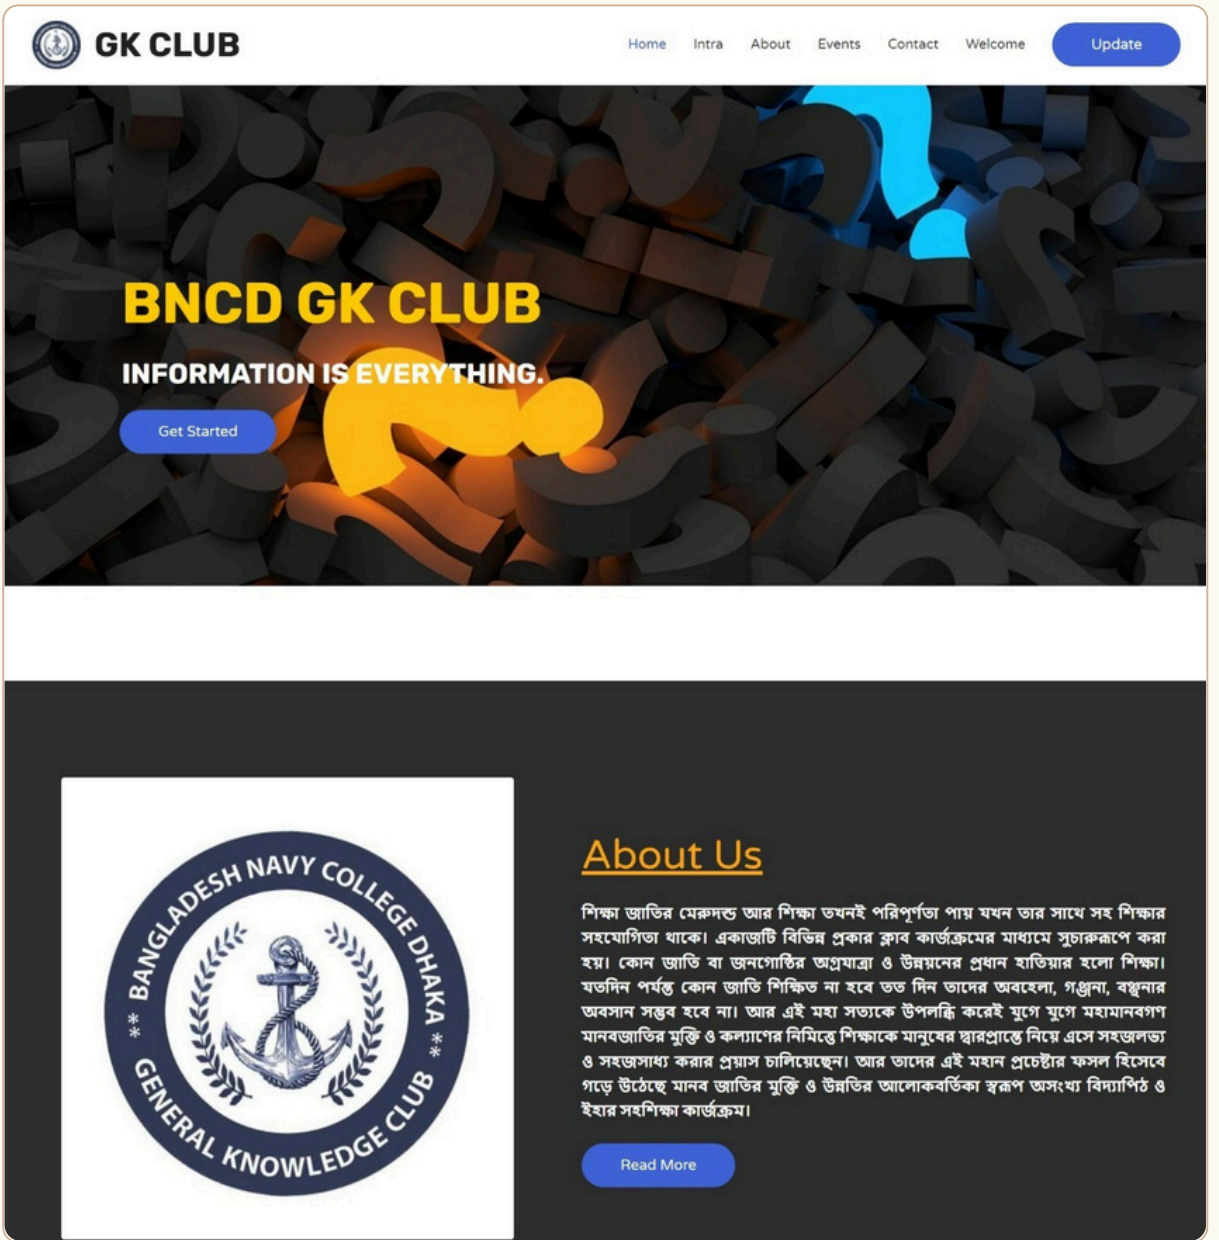 GK CLUB
Home Intra About Events Contact Welcome Update
BNCD GK CLUB
INFORMATION IS EVERYTHING.
Get Started
** BANGLADESH NAVY COLLEGE DHAKA **
GENERAL KNOWLEDGE CLUB
About Us
শিক্ষা জাতির মেরুদন্ড আর শিক্ষা তখনই পরিপূর্ণতা পায় যখন তার সাথে সহ শিক্ষার
সহযোগিতা থাকে। একাজটি বিভিন্ন প্রকার ক্লাব কার্জক্রমের মাধ্যমে সুচারুরূপে করা
হয়। কোন জাতি বা জনগোষ্ঠির অগ্রযাত্রা ও উন্নয়নের প্রধান হাতিয়ার হলো শিক্ষা।
যতদিন পর্যন্ত কোন জাতি শিক্ষিত না হবে তত দিন তাদের অবহেলা, গঞ্জনা, বঞ্চনার
অবসান সম্ভব হবে না। আর এই মহা সত্যকে উপলব্ধি করেই যুগে যুগে মহামানবগণ
মানবজাতির মুক্তি ও কল্যাণের নিমিত্তে শিক্ষাকে মানুষের দ্বারপ্রান্তে নিয়ে এসে সহজলভ্য
ও সহজসাধ্য করার প্রয়াস চালিয়েছেন। আর তাদের এই মহান প্রচেষ্টার ফসল হিসেবে
গড়ে উঠেছে মানব জাতির মুক্তি ও উন্নতির আলোকবর্তিকা স্বরূপ অসংখ্য বিদ্যাপিঠ ও
ইহার সহশিক্ষা কার্জক্রম।
Read More